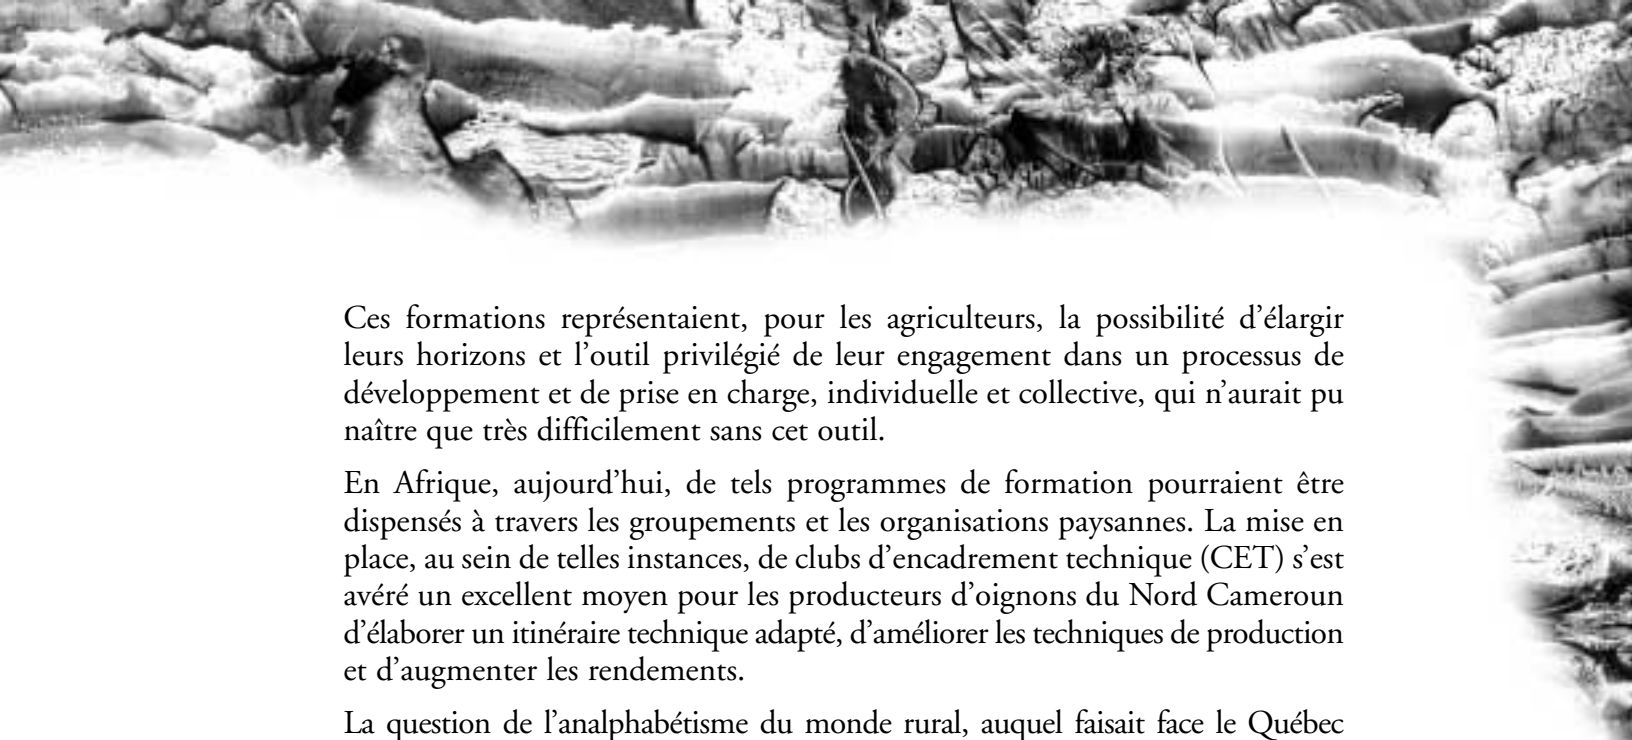 Ces formations représentaient, pour les agriculteurs, la possibilité d’élargir
leurs horizons et l’outil privilégié de leur engagement dans un processus de
développement et de prise en charge, individuelle et collective, qui n’aurait pu
naître que très difficilement sans cet outil.
En Afrique, aujourd’hui, de tels programmes de formation pourraient être
dispensés à travers les groupements et les organisations paysannes. La mise en
place, au sein de telles instances, de clubs d’encadrement technique (CET) s’est
avéré un excellent moyen pour les producteurs d’oignons du Nord Cameroun
d’élaborer un itinéraire technique adapté, d’améliorer les techniques de production
et d’augmenter les rendements.
La question de l’analphabétisme du monde rural, auquel faisait face le Québec